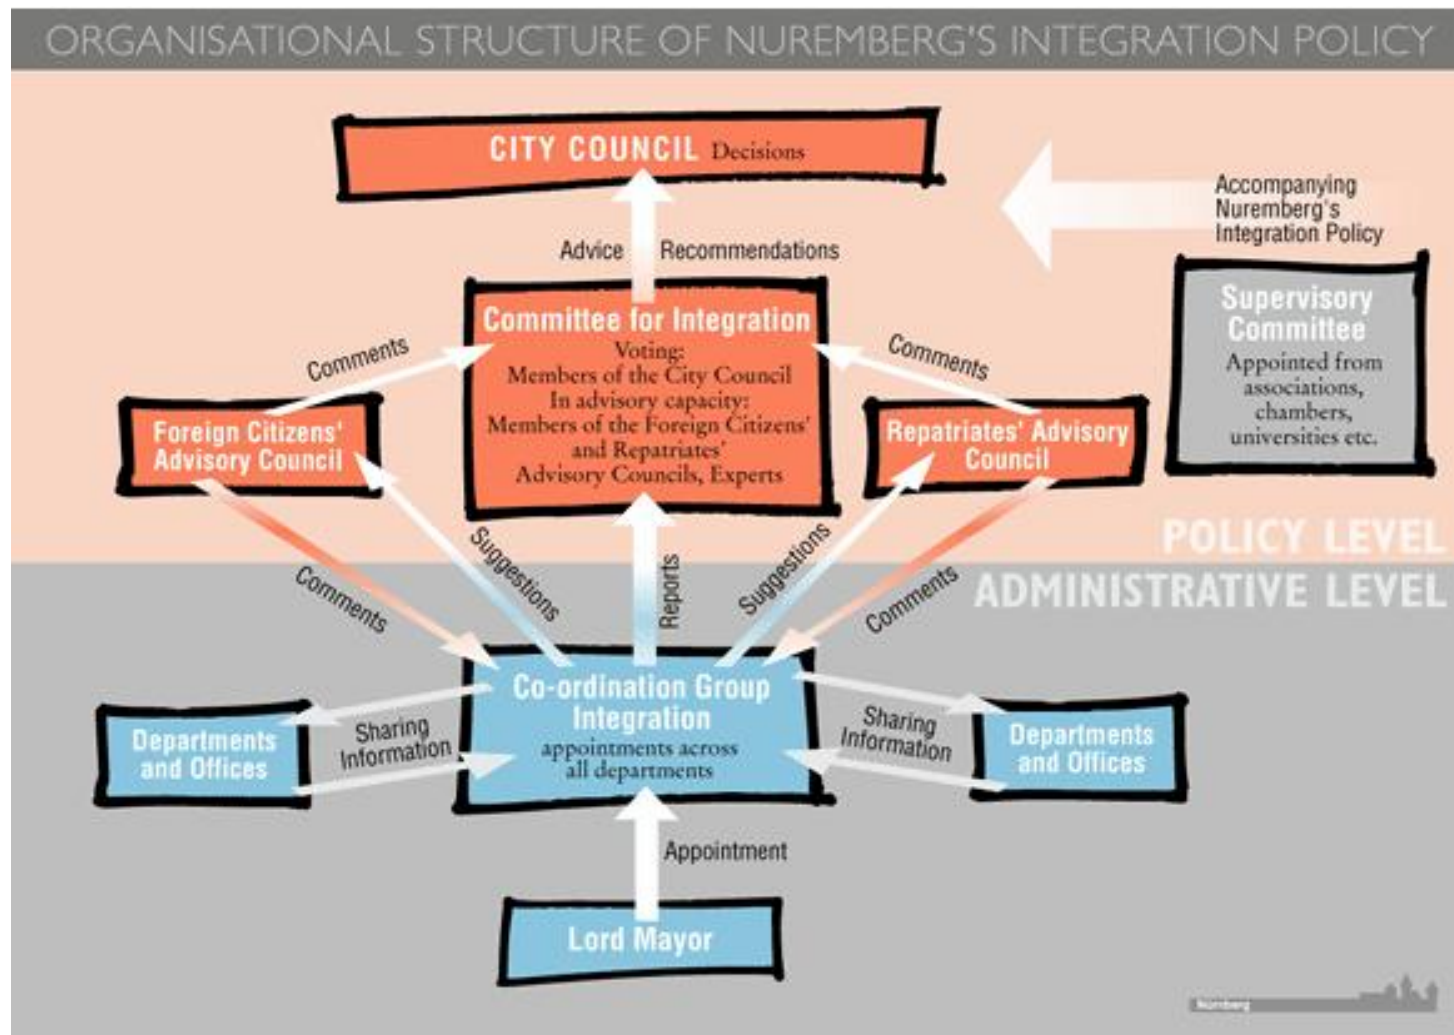 ORGANISATIONAL STRUCTURE OF NUREMBERG'S INTEGRATION POLICY
CITY COUNCIL Decisions
Advice Recommendations
Accompanying
Nuremberg's
Integration Policy
Supervisory
Committee
Appointed from
associations,
chambers,
universities etc.
Committee for Integration
Voting:
Members of the City Council
In advisory capacity:
Members of the Foreign Citizens'
and Repatriates'
Advisory Councils, Experts
Comments
Comments
Foreign Citizens'
Advisory Council
Repatriates' Advisory
Council
POLICY LEVEL
ADMINISTRATIVE LEVEL
Comments
Suggestions
Reports
Suggestions
Comments
Co-ordination Group
Integration
appointments across
all departments
Departments
and Offices
Sharing
Information
Sharing
Information
Departments
and Offices
Appointment
Lord Mayor
Nürnberg